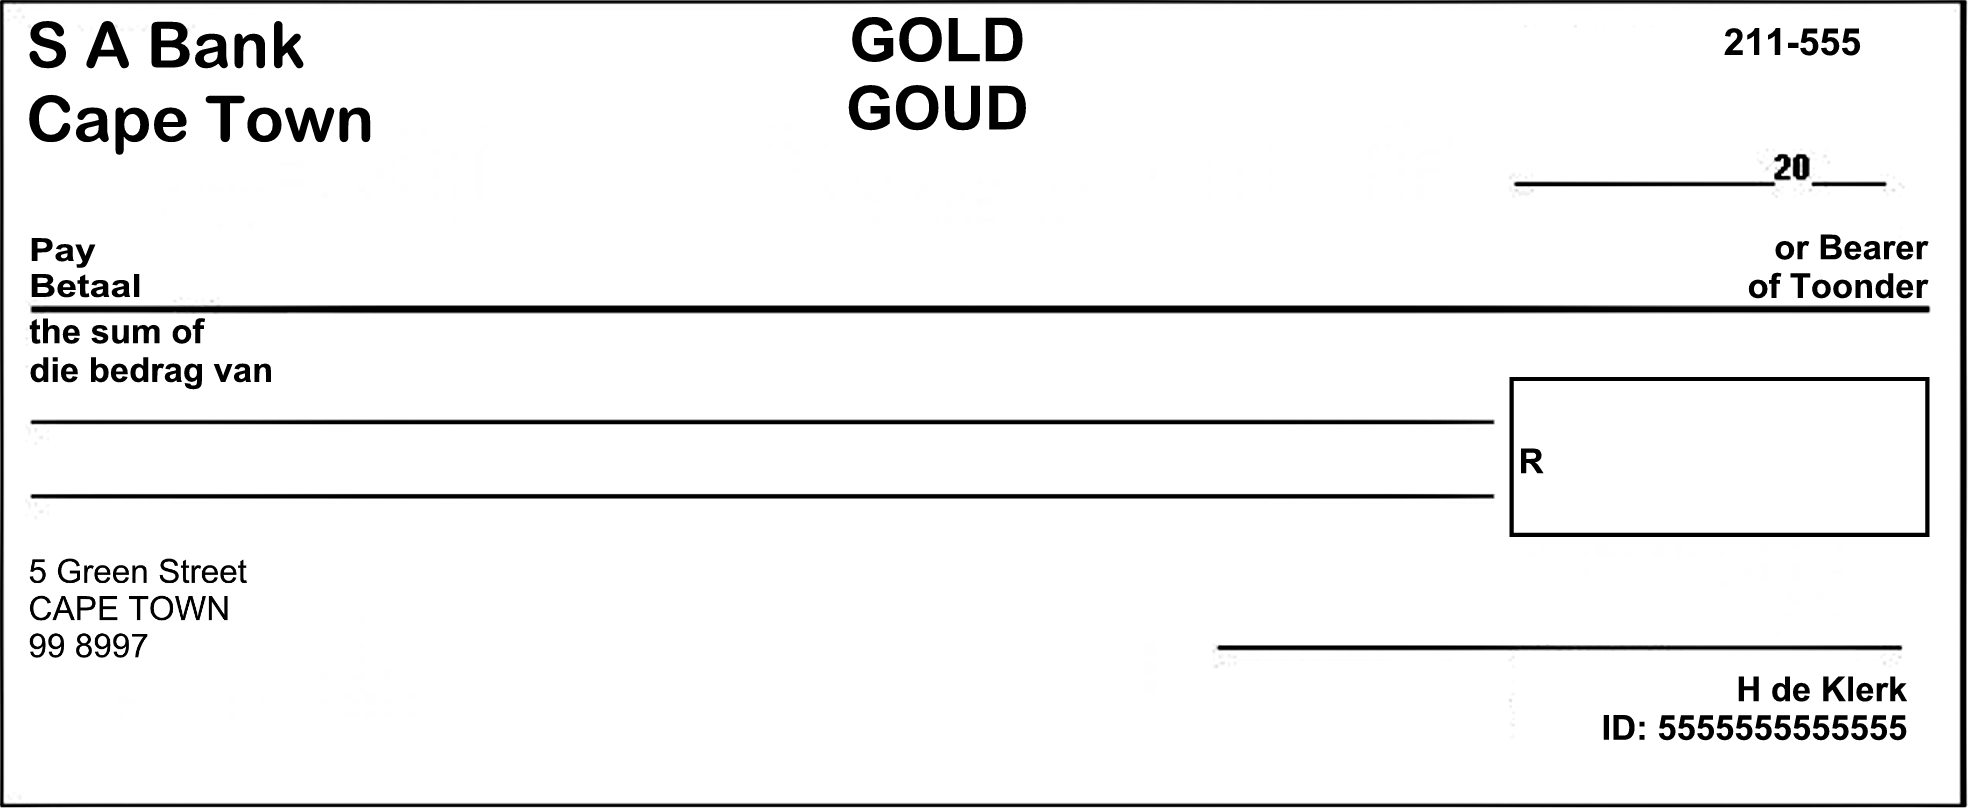 S A Bank
Cape Town
GOLD
GOUD
211-555
20
Pay
Betaal
or Bearer
of Toonder
the sum of
die bedrag van
R
5 Green Street
CAPE TOWN
99 8997
H de Klerk
ID: 5555555555555